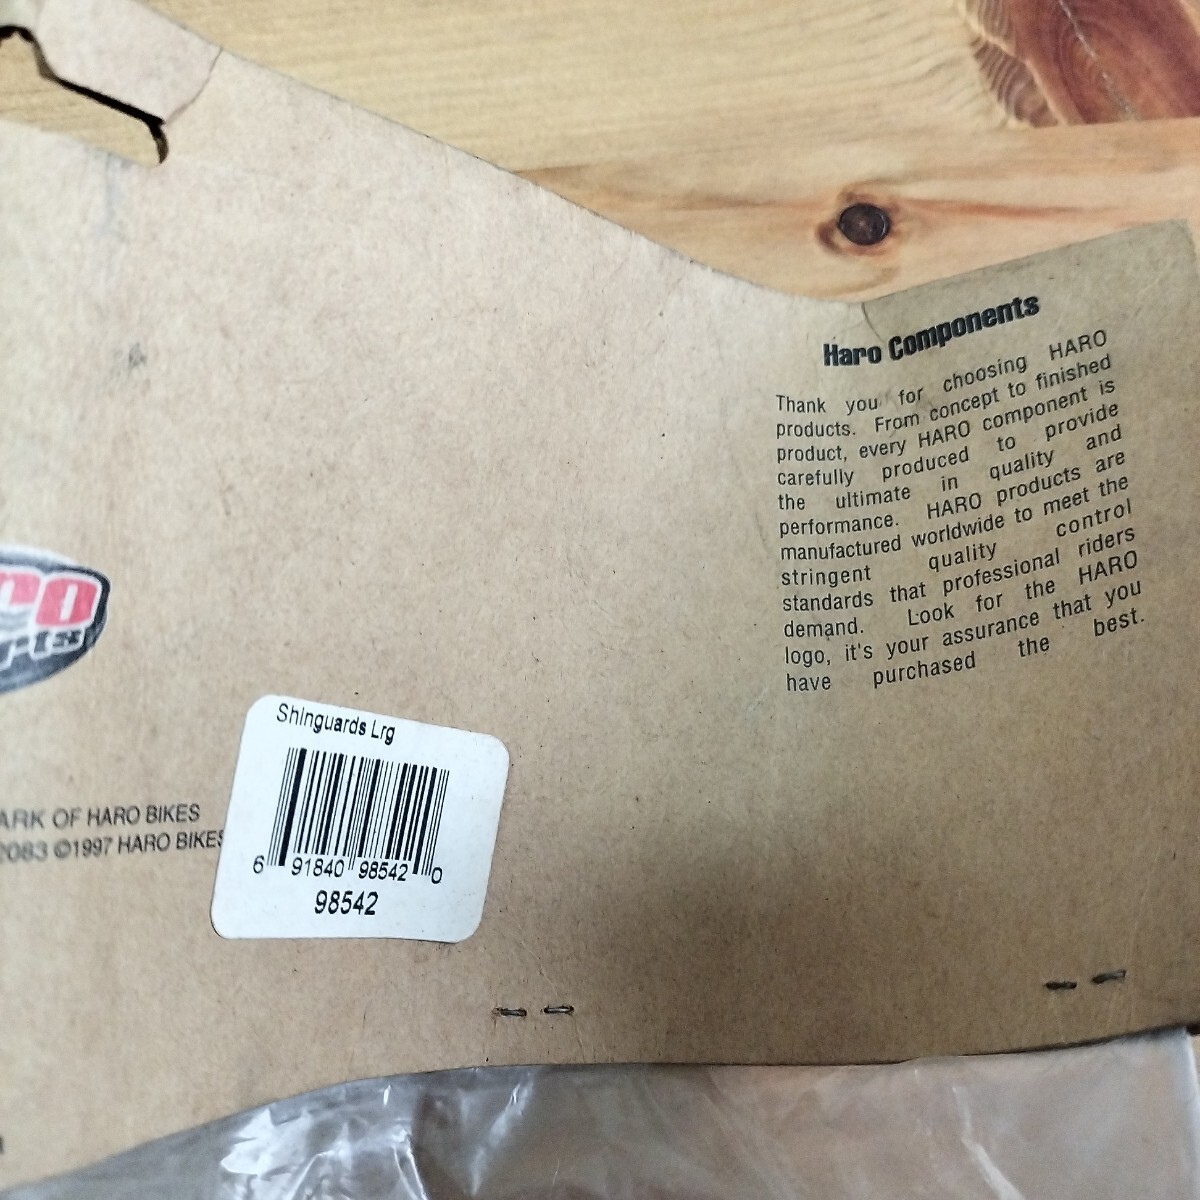 Haro Components
Thank you for choosing HARO
products. From concept to finished
product, every HARO component is
carefully produced to provide
the ultimate in quality and
performance. HARO products are
manufactured worldwide to meet the
stringent quality control
standards that professional riders
demand. Look for the HARO
logo, it's your assurance that you
have purchased the best.
ro
rts
ARK OF HARO BIKES
2083 ©1997 HARO BIKES
Shinguards Lrg
6 91840 98542 0
98542